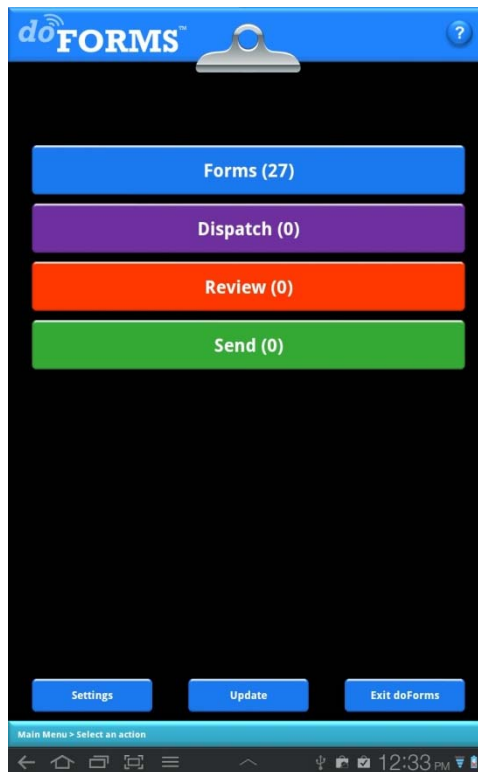 doFORMS™
?
Forms (27)
Dispatch (0)
Review (0)
Send (0)
Settings Update Exit doForms
Main Menu > Select an action
12:33 PM